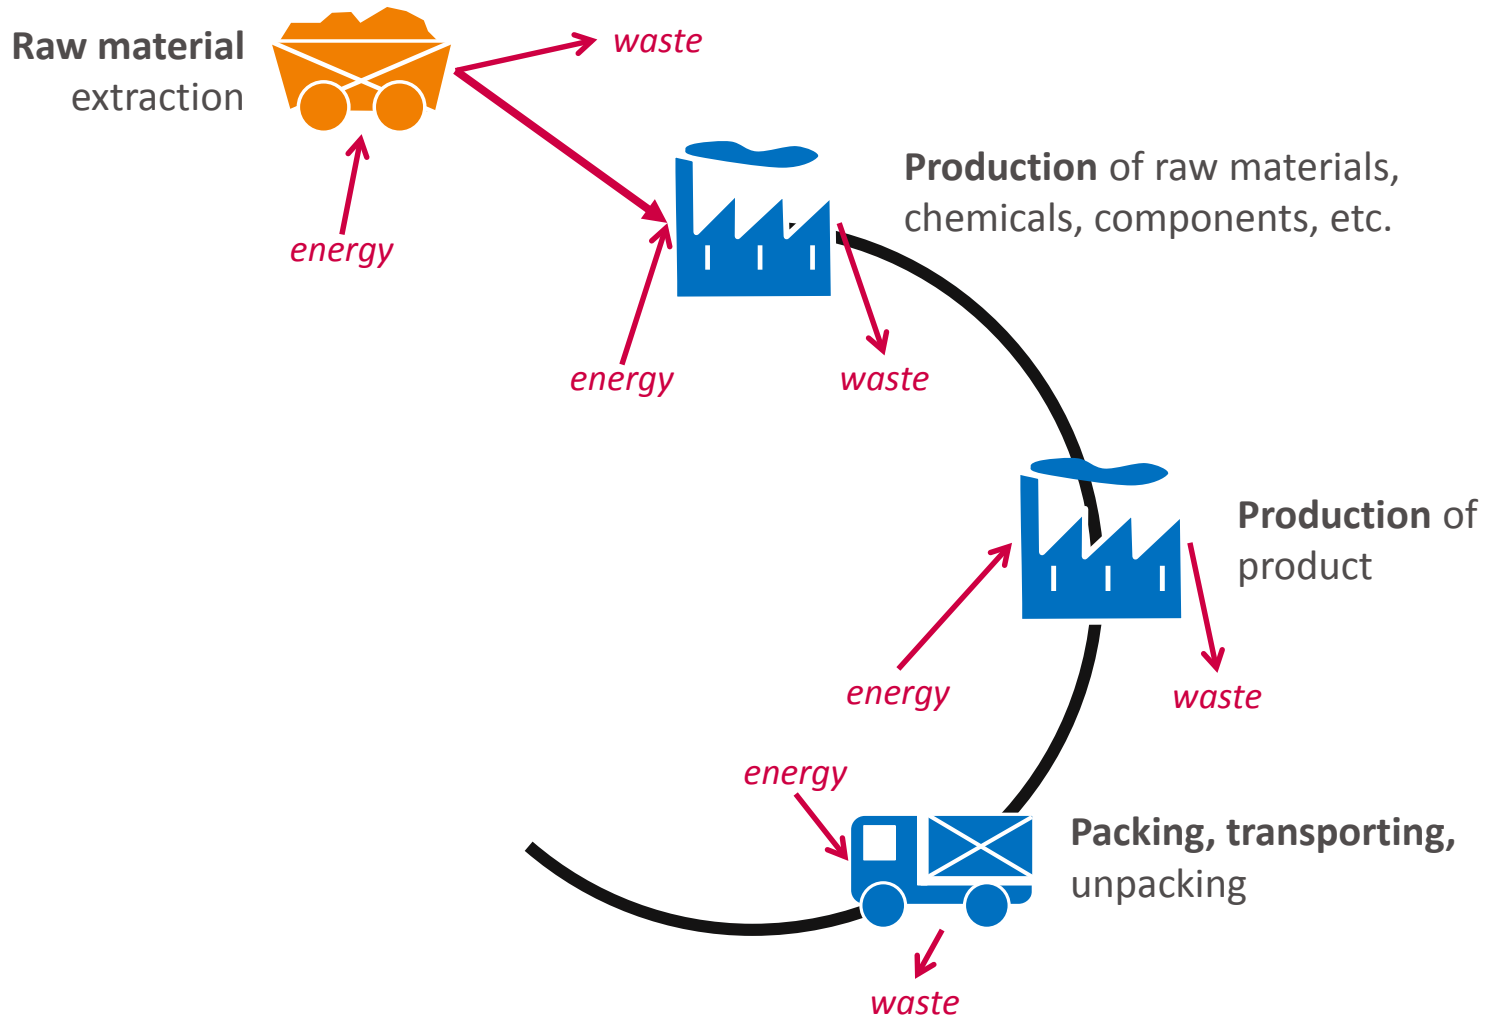 Raw material
extraction
waste
energy
Production of raw materials,
chemicals, components, etc.
energy
waste
Production of
product
energy
waste
energy
Packing, transporting,
unpacking
waste